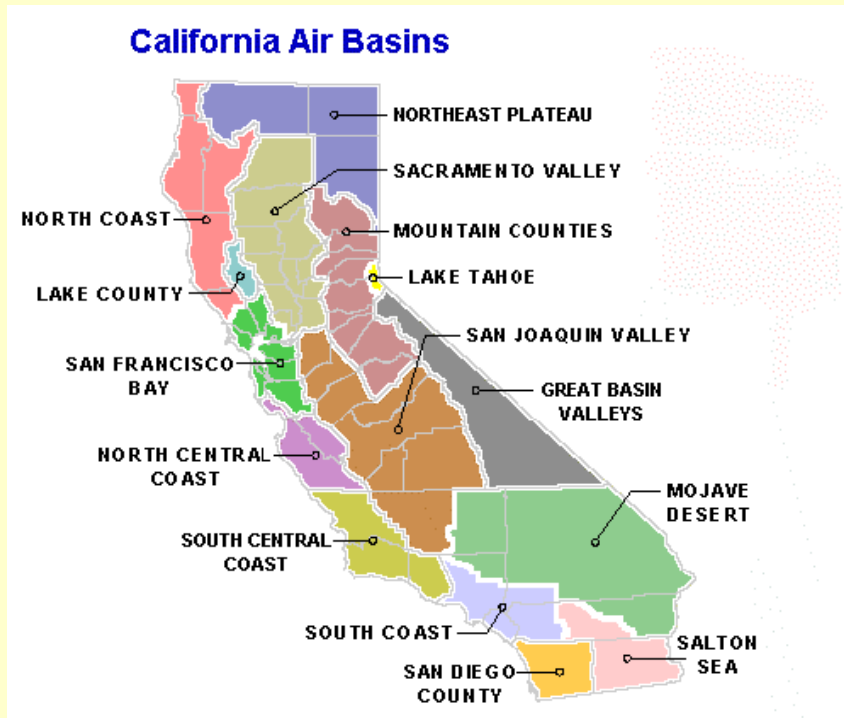 California Air Basins
NORTHEAST PLATEAU
SACRAMENTO VALLEY
NORTH COAST
MOUNTAIN COUNTIES
LAKE TAHOE
LAKE COUNTY
SAN JOAQUIN VALLEY
SAN FRANCISCO
BAY
GREAT BASIN
VALLEYS
NORTH CENTRAL
COAST
MOJAVE
DESERT
SOUTH CENTRAL
COAST
SOUTH COAST
SALTON
SEA
SAN DIEGO
COUNTY